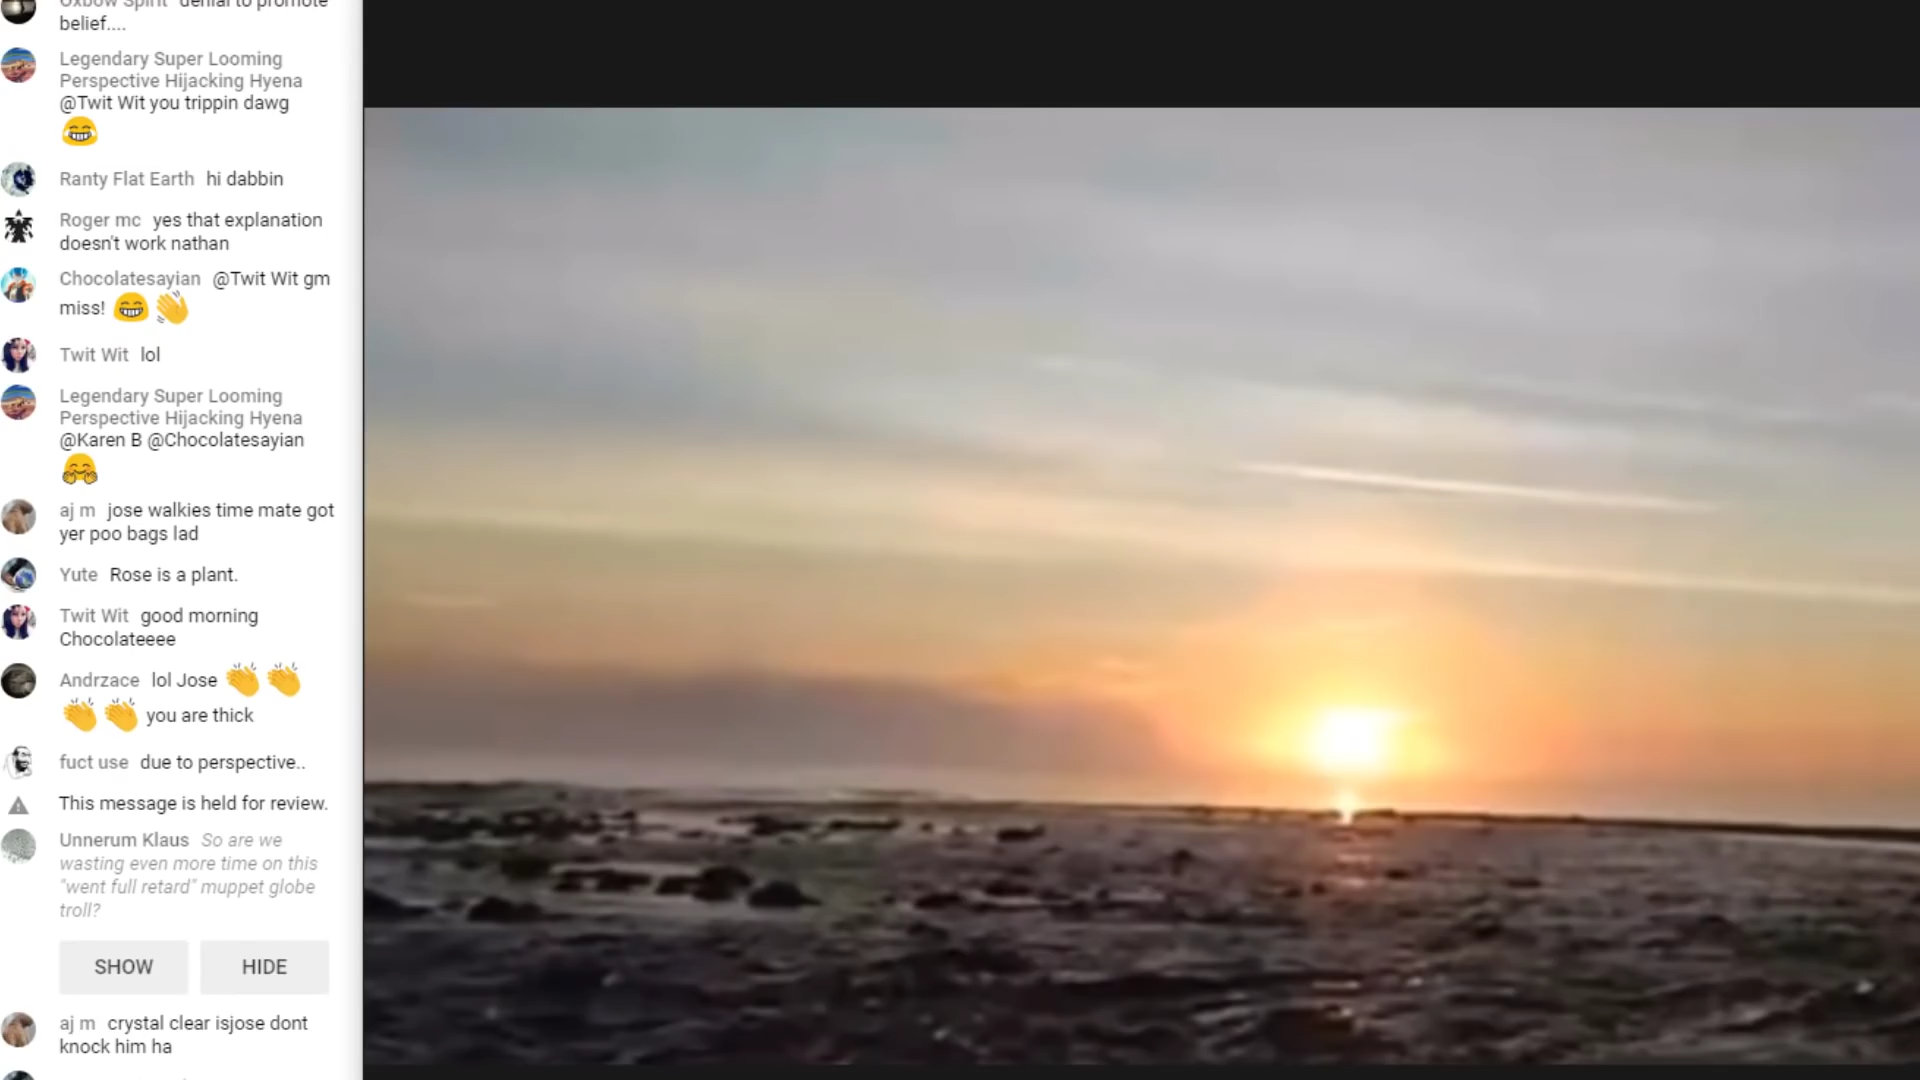 Oxbow Spirit denial to promote
belief....
Legendary Super Looming
Perspective Hijacking Hyena
@Twit Wit you trippin dawg
Ranty Flat Earth hi dabbin
Roger mc yes that explanation
doesn't work nathan
Chocolatesayian @Twit Wit gm
miss!
Twit Wit lol
Legendary Super Looming
Perspective Hijacking Hyena
@Karen B @Chocolatesayian
aj m jose walkies time mate got
yer poo bags lad
Yute Rose is a plant.
Twit Wit good morning
Chocolateeee
Andrzace lol Jose
you are thick
fuct use due to perspective..
This message is held for review.
Unnerum Klaus So are we
wasting even more time on this
"went full retard" muppet globe
troll?
SHOW HIDE
aj m crystal clear isjose dont
knock him ha